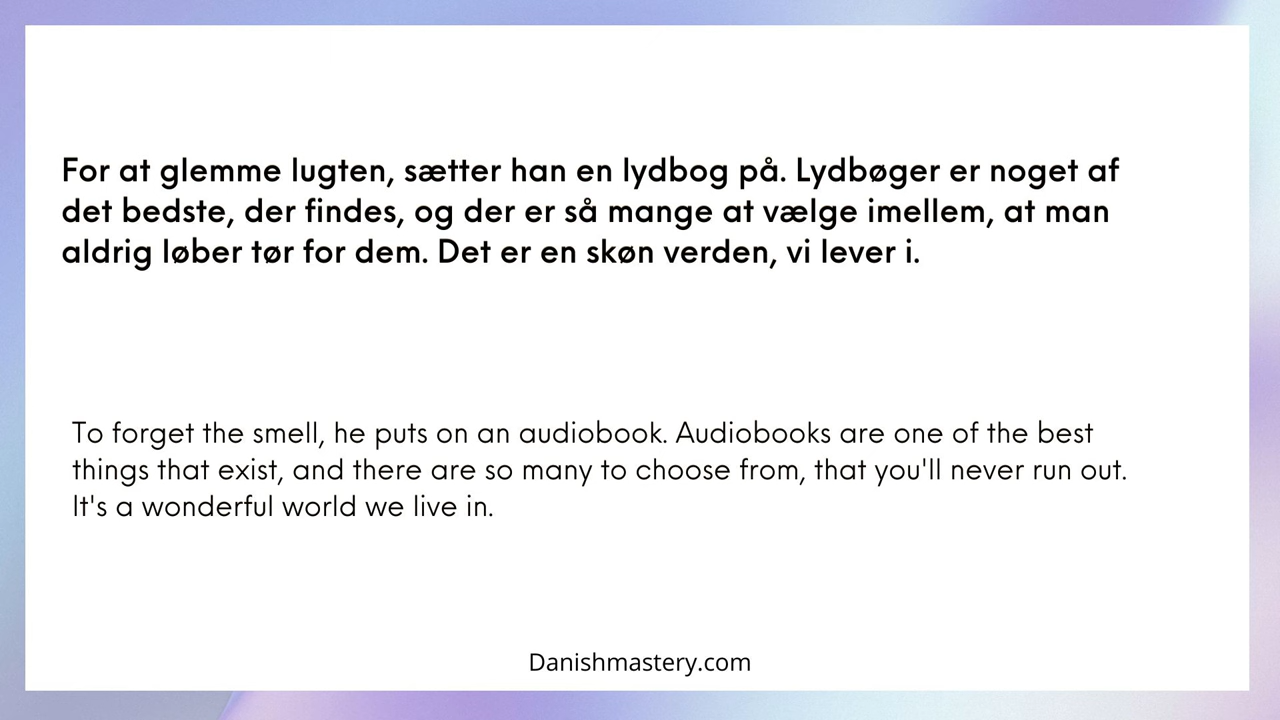 For at glemme lugten, sætter han en lydbog på. Lydbøger er noget af
det bedste, der findes, og der er så mange at vælge imellem, at man
aldrig løber tør for dem. Det er en skøn verden, vi lever i.
To forget the smell, he puts on an audiobook. Audiobooks are one of the best
things that exist, and there are so many to choose from, that you'll never run out.
It's a wonderful world we live in.
Danishmastery.com